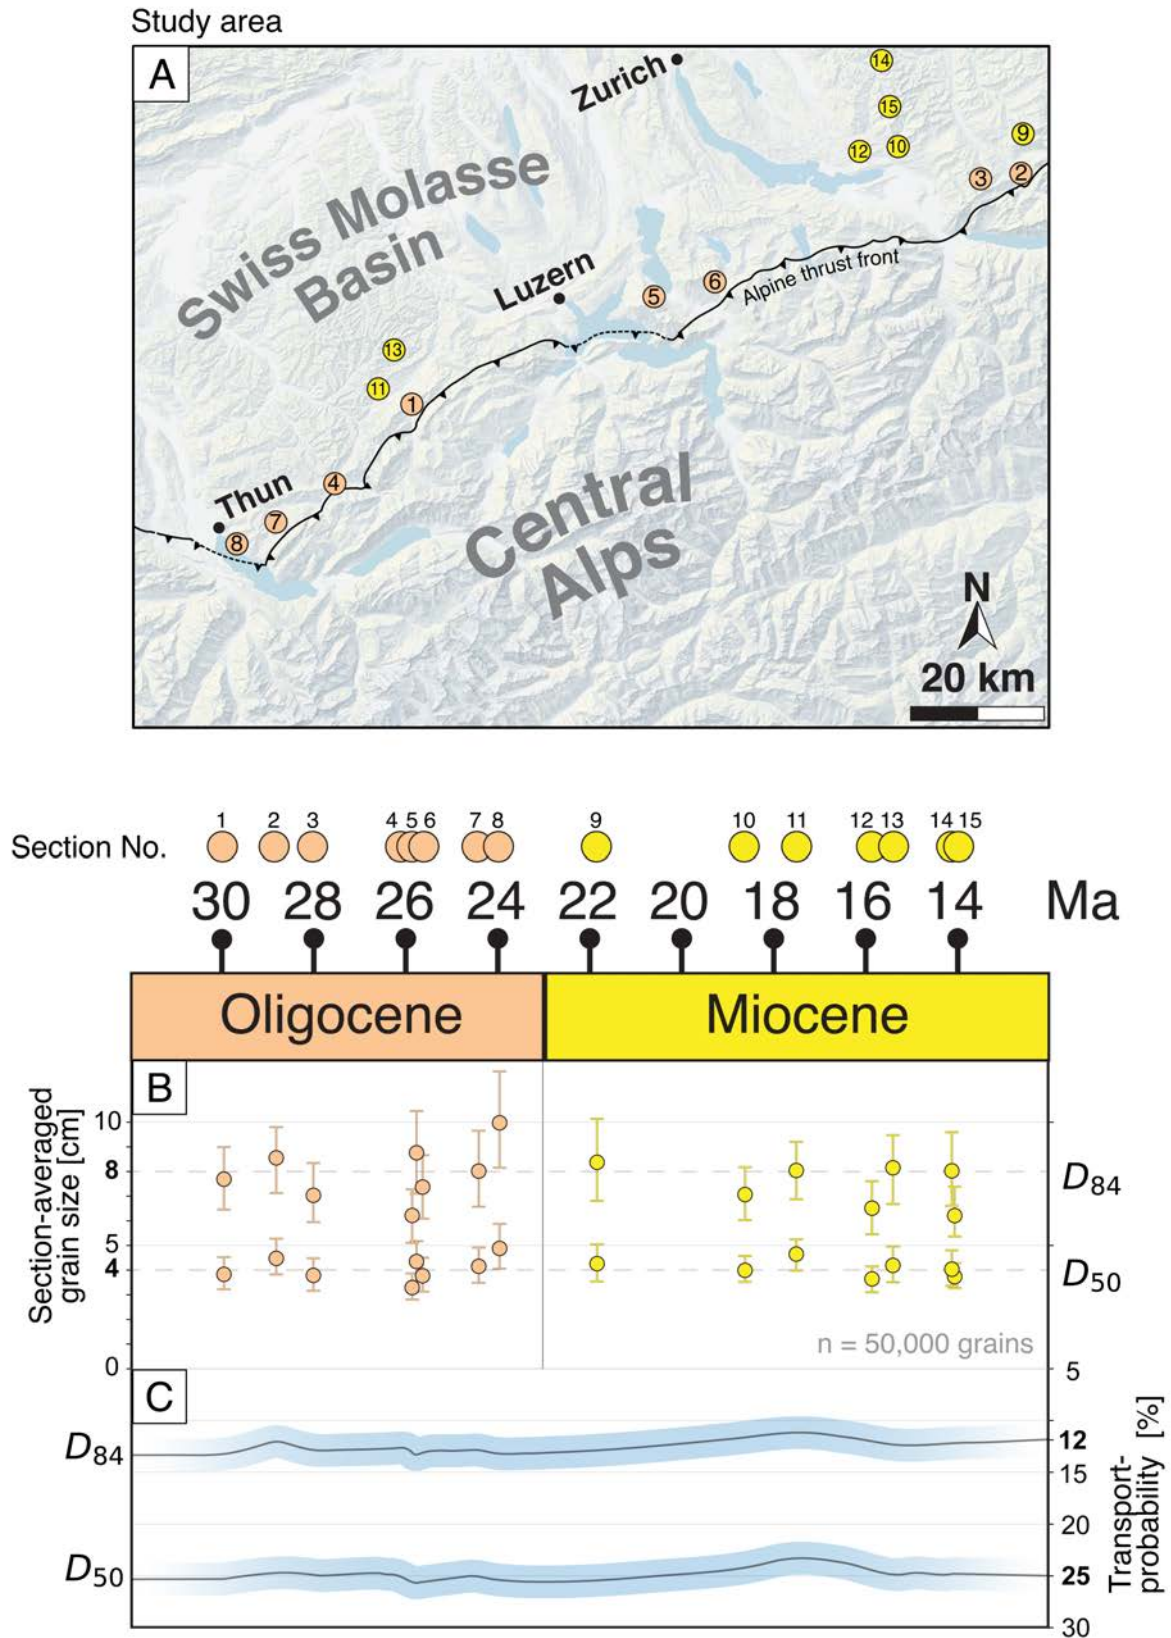 Study area
A
Zurich
14
15
9
12
10
3
2
Swiss Molasse
Basin
Luzern
6
5
Alpine thrust front
13
11
1
Central
Alps
4
Thun
7
8
N
20 km
1 2 3 4 5 6 7 8 9 10 11 12 13 14 15
Section No.
30 28 26 24 22 20 18 16 14 Ma
Oligocene Miocene
B
Section-averaged
grain size [cm]
10
8
5
4
0
D84
D50
n = 50,000 grains
C
D84
D50
5
12
15
20
25
30
Transport-
probability [%]